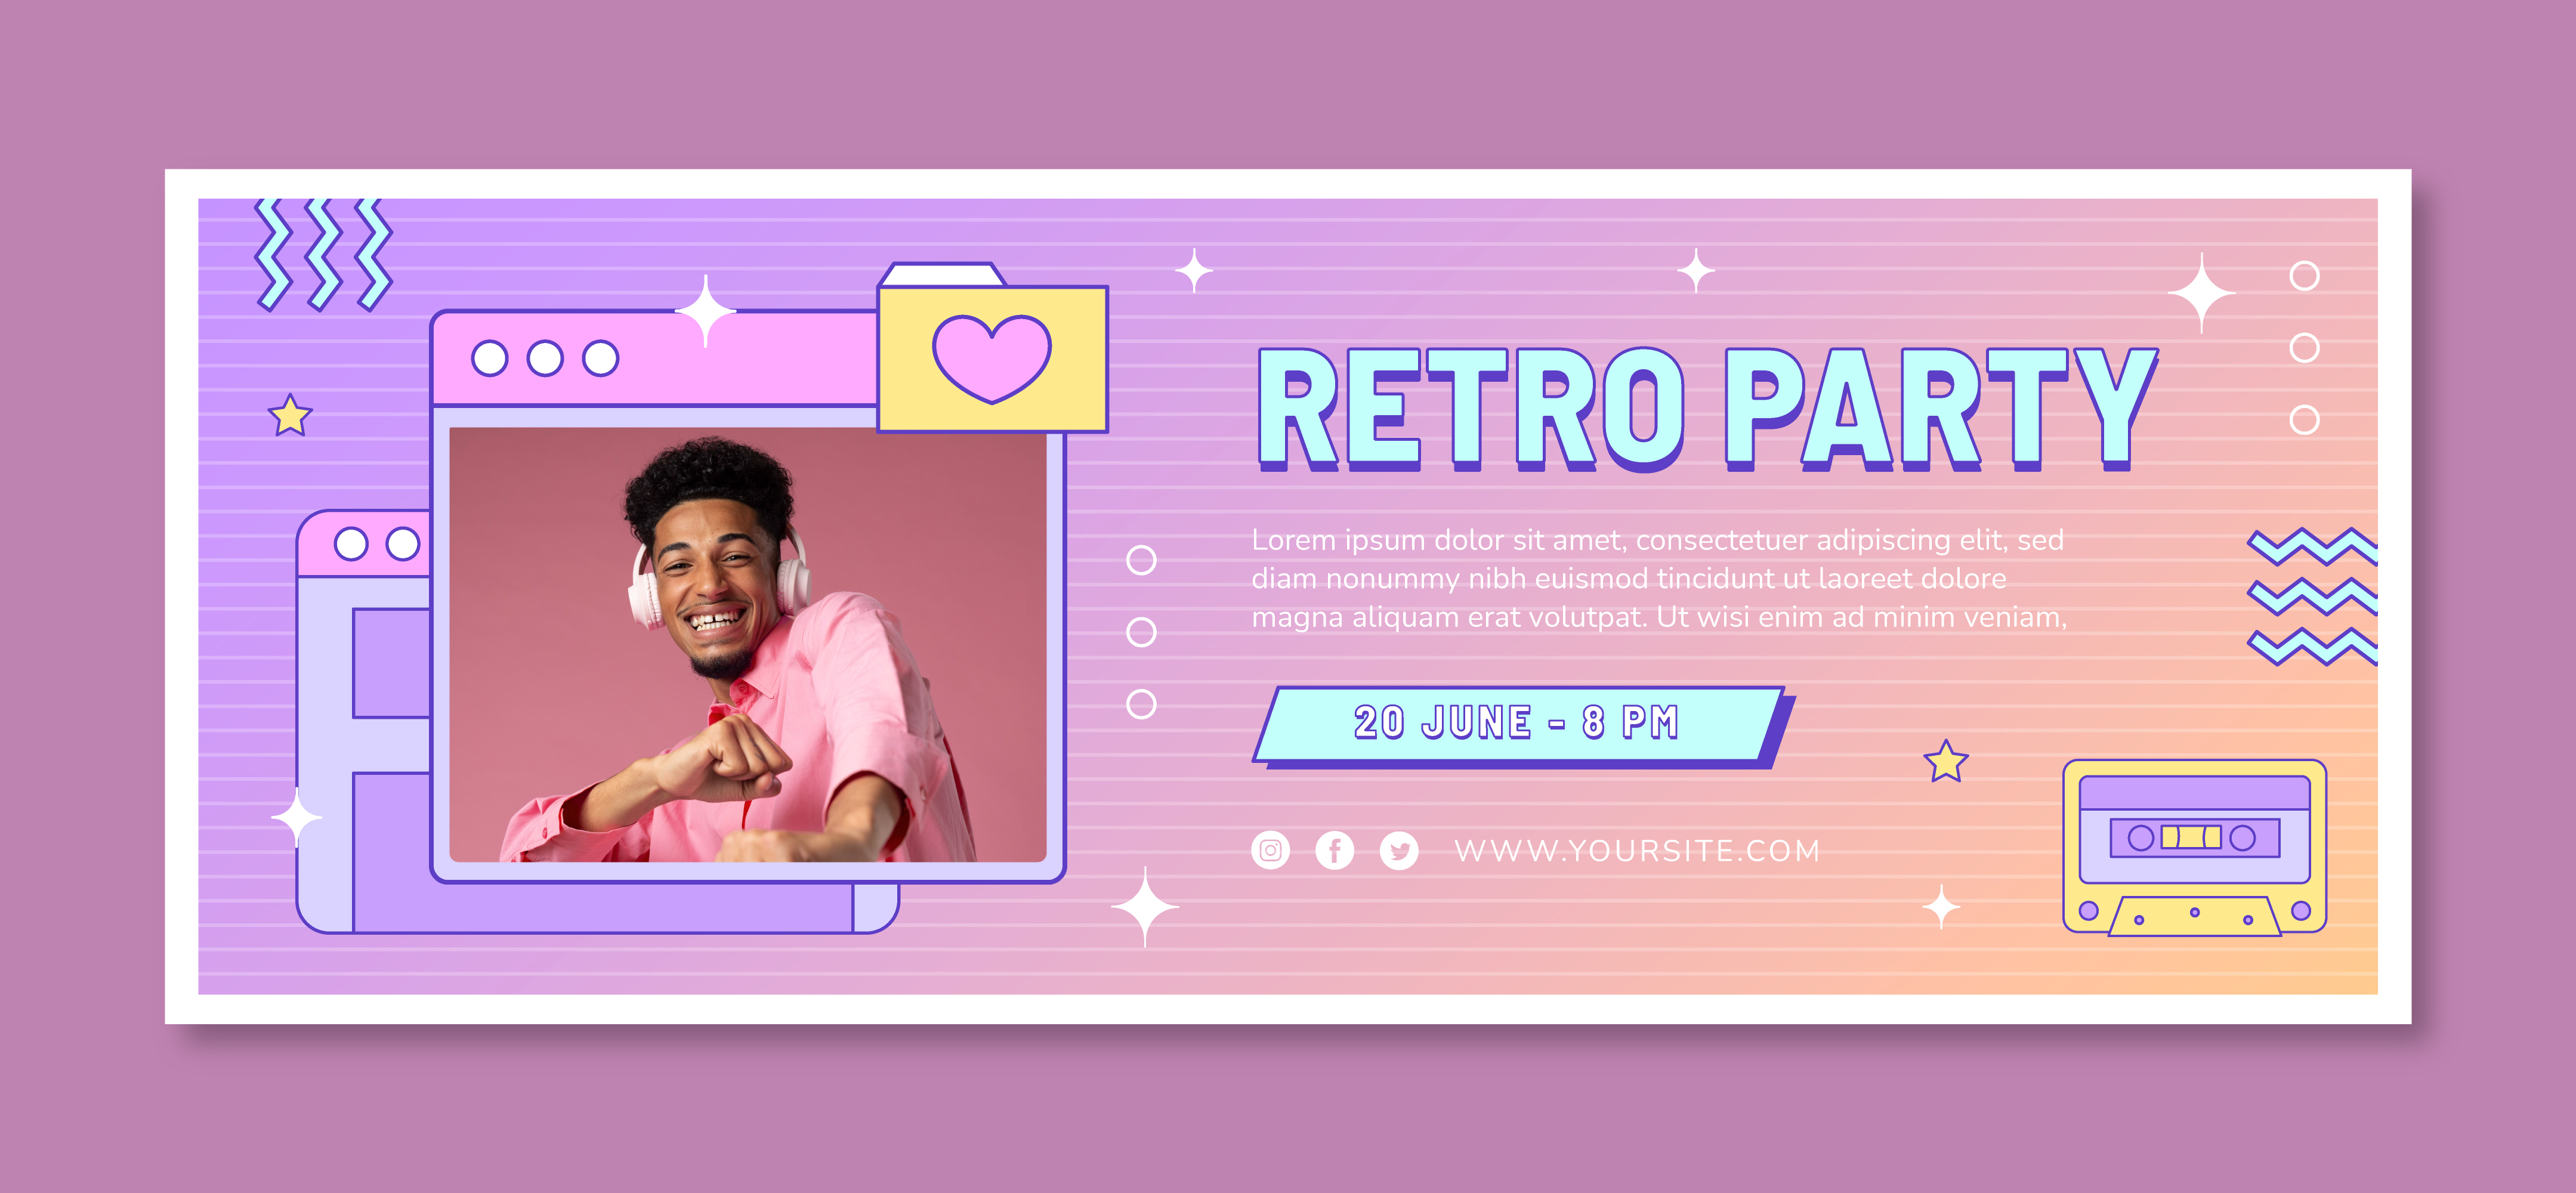 RETRO PARTY
Lorem ipsum dolor sit amet, consectetuer adipiscing elit, sed
diam nonummy nibh euismod tincidunt ut laoreet dolore
magna aliquam erat volutpat. Ut wisi enim ad minim veniam,
20 JUNE - 8 PM
WWW.YOURSITE.COM